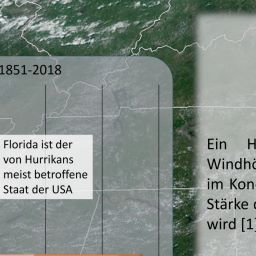 1851-2018
Florida ist der
von Hurrikans
meist betroffene
Staat der USA
Ein H
Windhö
im Kon
Stärke
wird [1]